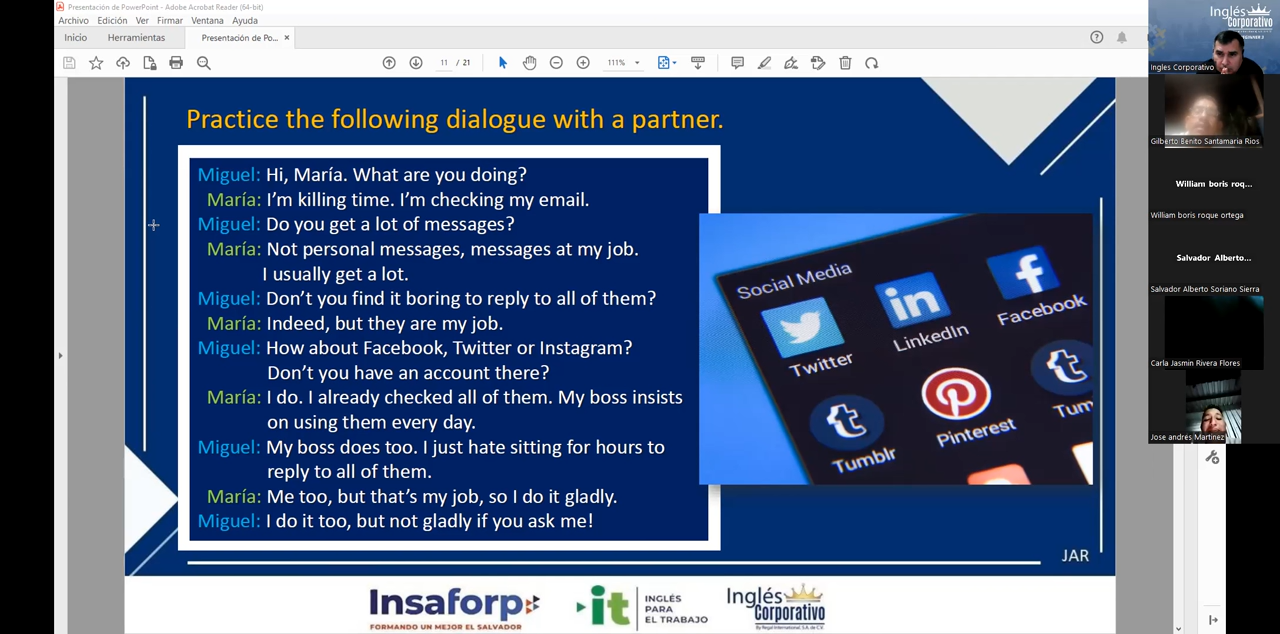 Presentación de PowerPoint - Adobe Acrobat Reader (64-bit)
Archivo Edición Ver Firmar Ventana Ayuda
Inicio Herramientas Presentación de Po... ×
11 / 21 111%
Practice the following dialogue with a partner.
Miguel: Hi, María. What are you doing?
María: I'm killing time. I'm checking my email.
Miguel: Do you get a lot of messages?
María: Not personal messages, messages at my job.
I usually get a lot.
Miguel: Don't you find it boring to reply to all of them?
María: Indeed, but they are my job.
Miguel: How about Facebook, Twitter or Instagram?
Don't you have an account there?
María: I do. I already checked all of them. My boss insists
on using them every day.
Miguel: My boss does too. I just hate sitting for hours to
reply to all of them.
María: Me too, but that's my job, so I do it gladly.
Miguel: I do it too, but not gladly if you ask me!
Social Media
Twitter
LinkedIn
Facebook
Tumblr
Pinterest
Tum
JAR
Insaforp
FORMANDO UN MEJOR EL SALVADOR
it
INGLÉS
PARA
EL TRABAJO
Inglés
Corporativo
By Regal International, S.A. de C.V.
Inglés
Corporativo
Ingles Corporativo
Gilberto Benito Santamaria Rios
William boris roq...
William boris roque ortega
Salvador Alberto...
Salvador Alberto Soriano Sierra
Carla Jasmin Rivera Flores
Jose andrés Martinez